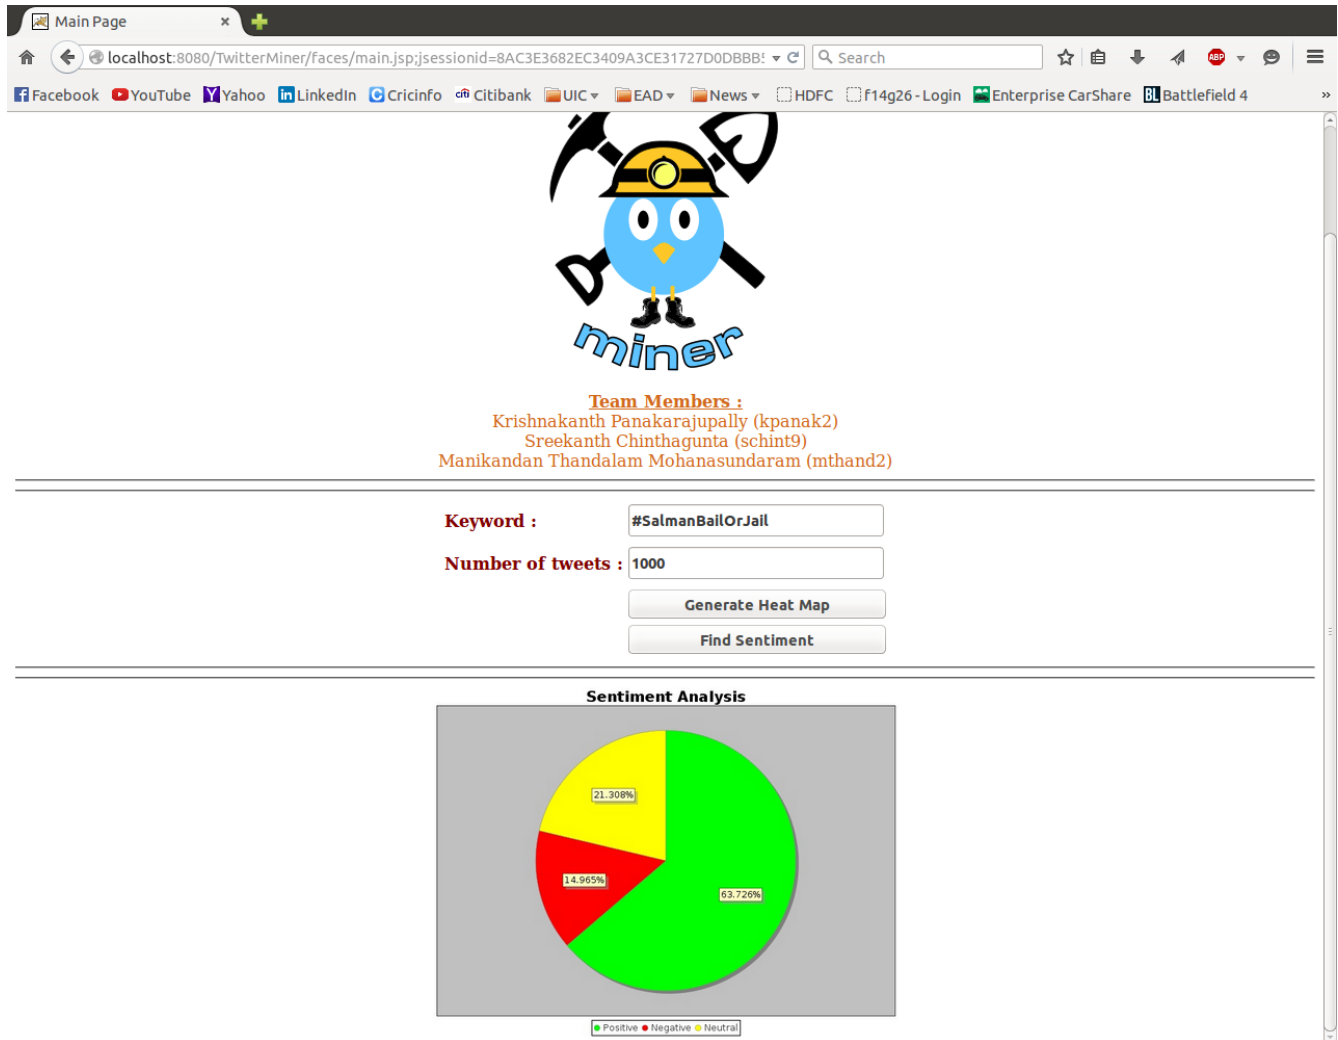 Main Page
localhost:8080/TwitterMiner/faces/main.jsp;jsessionid=8AC3E3682EC3409A3CE31727D0DBBB
Search
ABP
Facebook YouTube Yahoo LinkedIn Cricinfo citi Citibank UIC EAD News HDFC f14g26 - Login Enterprise CarShare BL Battlefield 4 »
miner
Team Members :
Krishnakanth Panakarajupally (kpanak2)
Sreekanth Chinthagunta (schint9)
Manikandan Thandalam Mohanasundaram (mthand2)
Keyword : #SalmanBailOrJail
Number of tweets : 1000
Generate Heat Map
Find Sentiment
Sentiment Analysis
21.308%
14.965%
63.726%
Positive Negative Neutral